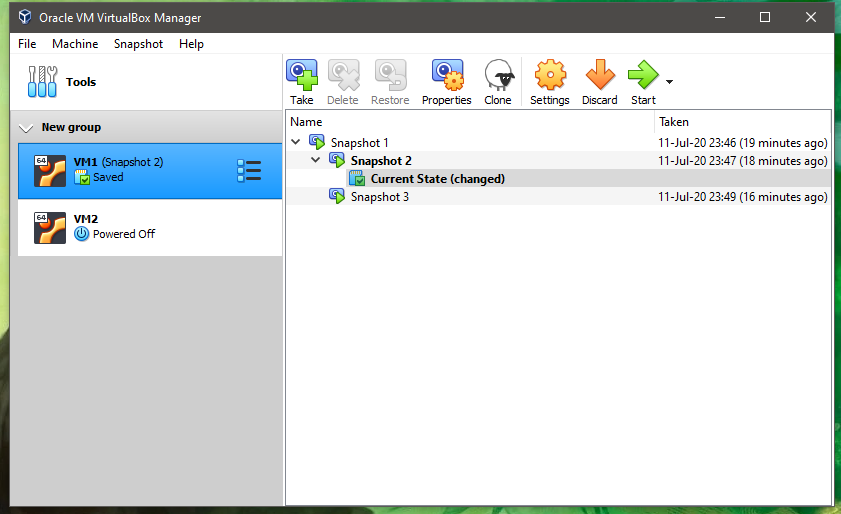 Oracle VM VirtualBox Manager
File Machine Snapshot Help
Tools
Take Delete Restore Properties Clone Settings Discard Start
New group
64 VM1 (Snapshot 2)
Saved
64 VM2
Powered Off
Name Taken
Snapshot 1 11-Jul-20 23:46 (19 minutes ago)
Snapshot 2 11-Jul-20 23:47 (18 minutes ago)
Current State (changed)
Snapshot 3 11-Jul-20 23:49 (16 minutes ago)